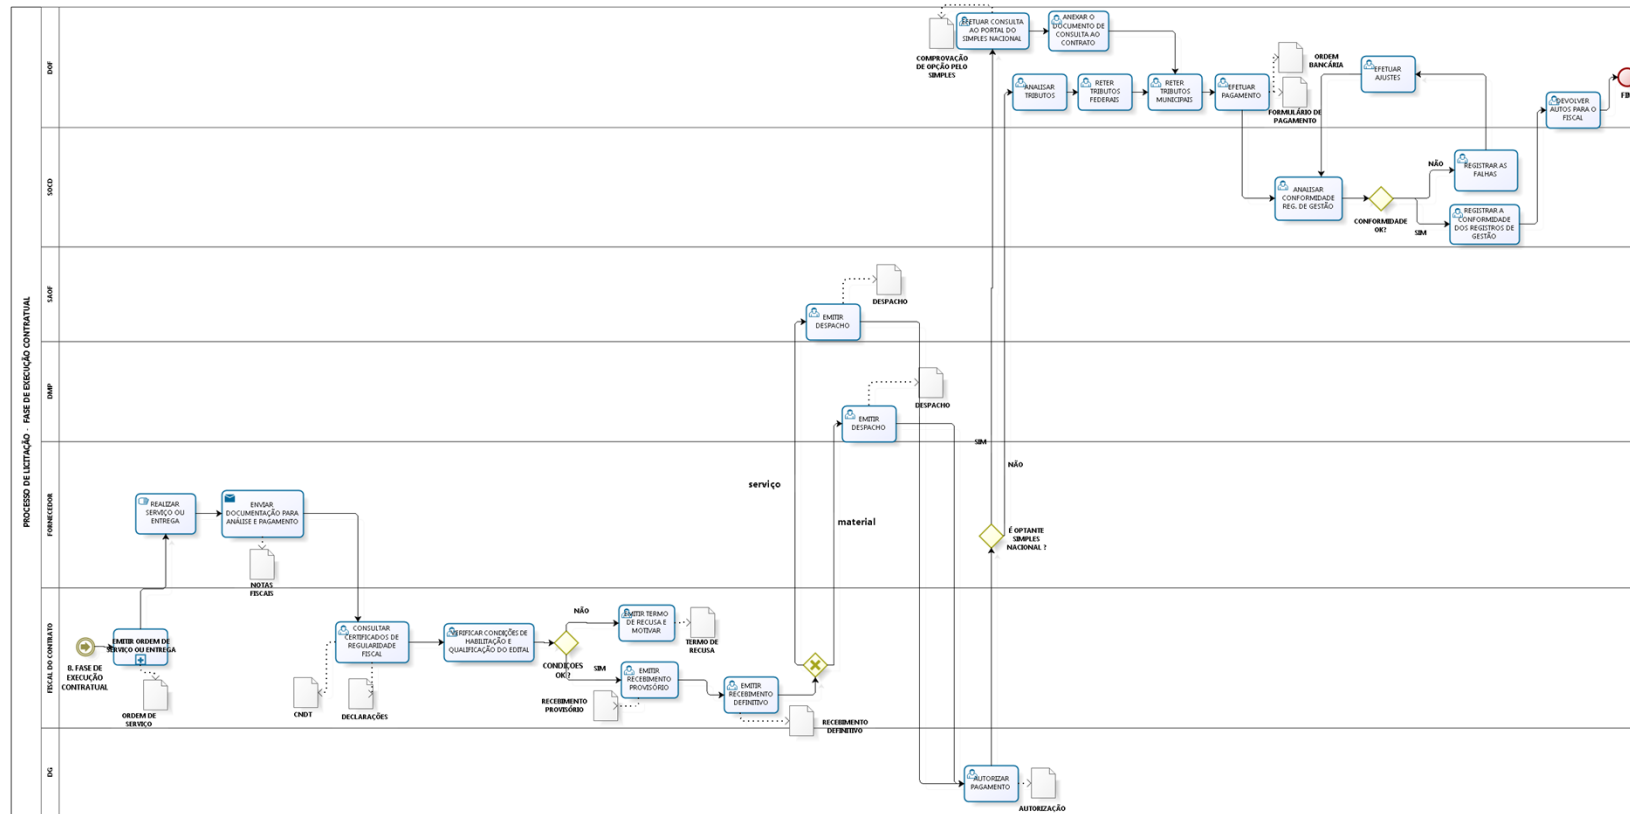 PROCESSO DE LICITAÇÃO - FASE DE EXECUÇÃO CONTRATUAL
DOF
EFETUAR CONSULTA
AO PORTAL DO
SIMPLES NACIONAL
COMPROVAÇÃO
DE OPÇÃO PELO
SIMPLES
ANEXAR O
DOCUMENTO DE
CONSULTA AO
CONTRATO
ANALISAR
TRIBUTOS
RETER
TRIBUTOS
FEDERAIS
RETER
TRIBUTOS
MUNICIPAIS
EFETUAR
PAGAMENTO
ORDEM
BANCÁRIA
FORMULÁRIO DE
PAGAMENTO
EFETUAR
AJUSTES
DEVOLVER
AUTOS PARA O
FISCAL
ANALISAR
CONFORMIDADE
REG. DE GESTÃO
CONFORMIDADE
OK?
NÃO
SIM
REGISTRAR AS
FALHAS
REGISTRAR A
CONFORMIDADE
DOS REGISTROS DE
GESTÃO
SAOF
EMITIR
DESPACHO
DESPACHO
DMP
EMITIR
DESPACHO
DESPACHO
FORNECEDOR
REALIZAR
SERVIÇO OU
ENTREGA
ENVIAR
DOCUMENTAÇÃO PARA
ANÁLISE E PAGAMENTO
NOTAS
FISCAIS
serviço
material
SIM
NÃO
É OPTANTE
SIMPLES
NACIONAL ?
FISCAL DO CONTRATO
8. FASE DE
EXECUÇÃO
CONTRATUAL
EMITIR ORDEM DE
SERVIÇO OU ENTREGA
ORDEM DE
SERVIÇO
CONSULTAR
CERTIFICADOS DE
REGULARIDADE
FISCAL
CNDT
DECLARAÇÕES
VERIFICAR CONDIÇÕES DE
HABILITAÇÃO E
QUALIFICAÇÃO DO EDITAL
CONDIÇOES
OK ?
NÃO
SIM
EMITIR TERMO
DE RECUSA E
MOTIVAR
TERMO DE
RECUSA
EMITIR
RECEBIMENTO
PROVISÓRIO
RECEBIMENTO
PROVISÓRIO
EMITIR
RECEBIMENTO
DEFINITIVO
RECEBIMENTO
DEFINITIVO
DG
AUTORIZAR
PAGAMENTO
AUTORIZAÇÃO